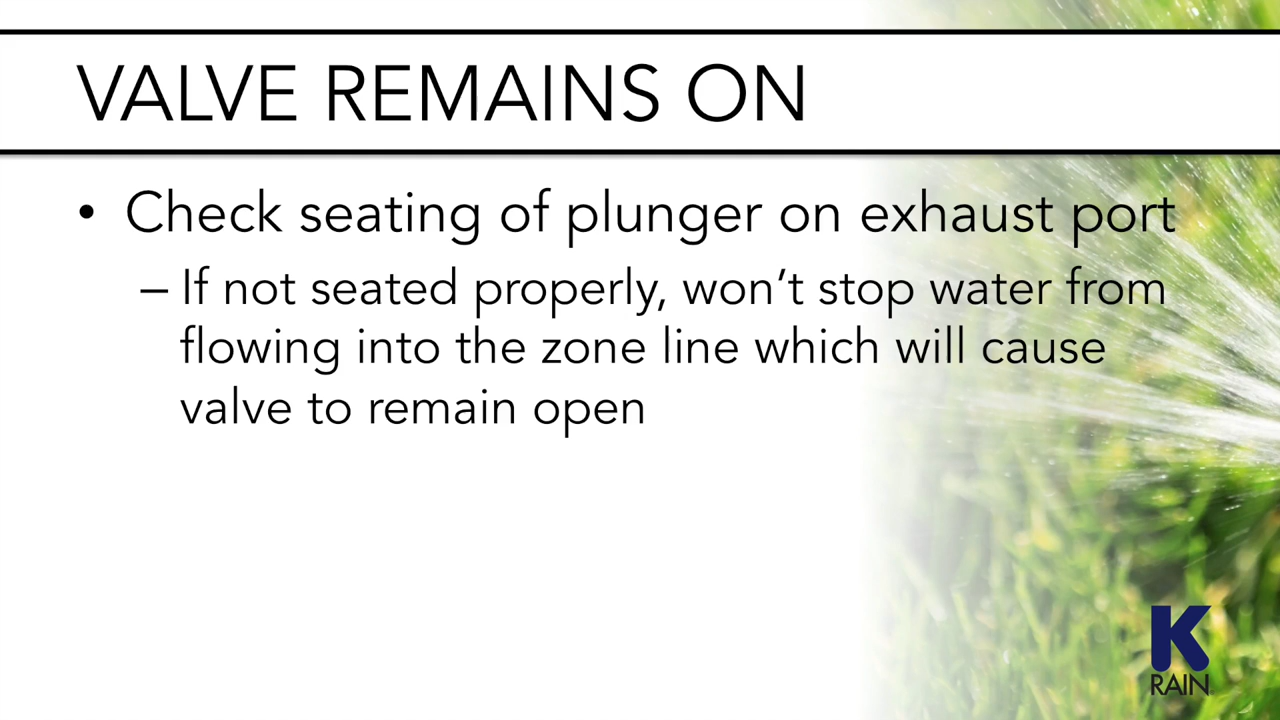 VALVE REMAINS ON
• Check seating of plunger on exhaust port
– If not seated properly, won’t stop water from
flowing into the zone line which will cause
valve to remain open
K
RAIN